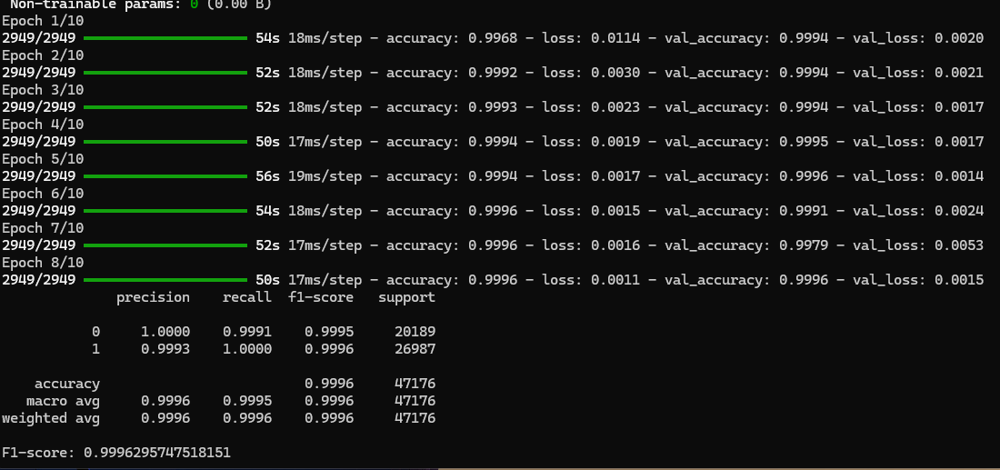 Non-trainable params: 0 (0.00 B)
Epoch 1/10
2949/2949 54s 18ms/step - accuracy: 0.9968 - loss: 0.0114 - val_accuracy: 0.9994 - val_loss: 0.0020
Epoch 2/10
2949/2949 52s 18ms/step - accuracy: 0.9992 - loss: 0.0030 - val_accuracy: 0.9994 - val_loss: 0.0021
Epoch 3/10
2949/2949 52s 18ms/step - accuracy: 0.9993 - loss: 0.0023 - val_accuracy: 0.9994 - val_loss: 0.0017
Epoch 4/10
2949/2949 50s 17ms/step - accuracy: 0.9994 - loss: 0.0019 - val_accuracy: 0.9995 - val_loss: 0.0017
Epoch 5/10
2949/2949 56s 19ms/step - accuracy: 0.9994 - loss: 0.0017 - val_accuracy: 0.9996 - val_loss: 0.0014
Epoch 6/10
2949/2949 54s 18ms/step - accuracy: 0.9996 - loss: 0.0015 - val_accuracy: 0.9991 - val_loss: 0.0024
Epoch 7/10
2949/2949 52s 17ms/step - accuracy: 0.9996 - loss: 0.0016 - val_accuracy: 0.9979 - val_loss: 0.0053
Epoch 8/10
2949/2949 50s 17ms/step - accuracy: 0.9996 - loss: 0.0011 - val_accuracy: 0.9996 - val_loss: 0.0015
precision recall f1-score support
0 1.0000 0.9991 0.9995 20189
1 0.9993 1.0000 0.9996 26987
accuracy 0.9996 47176
macro avg 0.9996 0.9995 0.9996 47176
weighted avg 0.9996 0.9996 0.9996 47176
F1-score: 0.9996295747518151